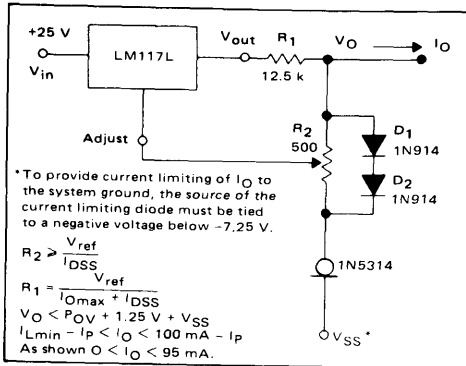 +25 V
V_in
LM117L
V_out
R_1
12.5 k
V_O
I_O
Adjust
R_2
500
D_1
1N914
D_2
1N914
1N5314
V_SS*
*To provide current limiting of I_O to
the system ground, the source of the
current limiting diode must be tied
to a negative voltage below −7.25 V.
R_2 ⩾ V_ref / I_DSS
R_1 = V_ref / I_Omax + I_DSS
V_O < P_OV + 1.25 V + V_SS
I_Lmin − I_P < I_O < 100 mA − I_P
As shown 0 < I_O < 95 mA.